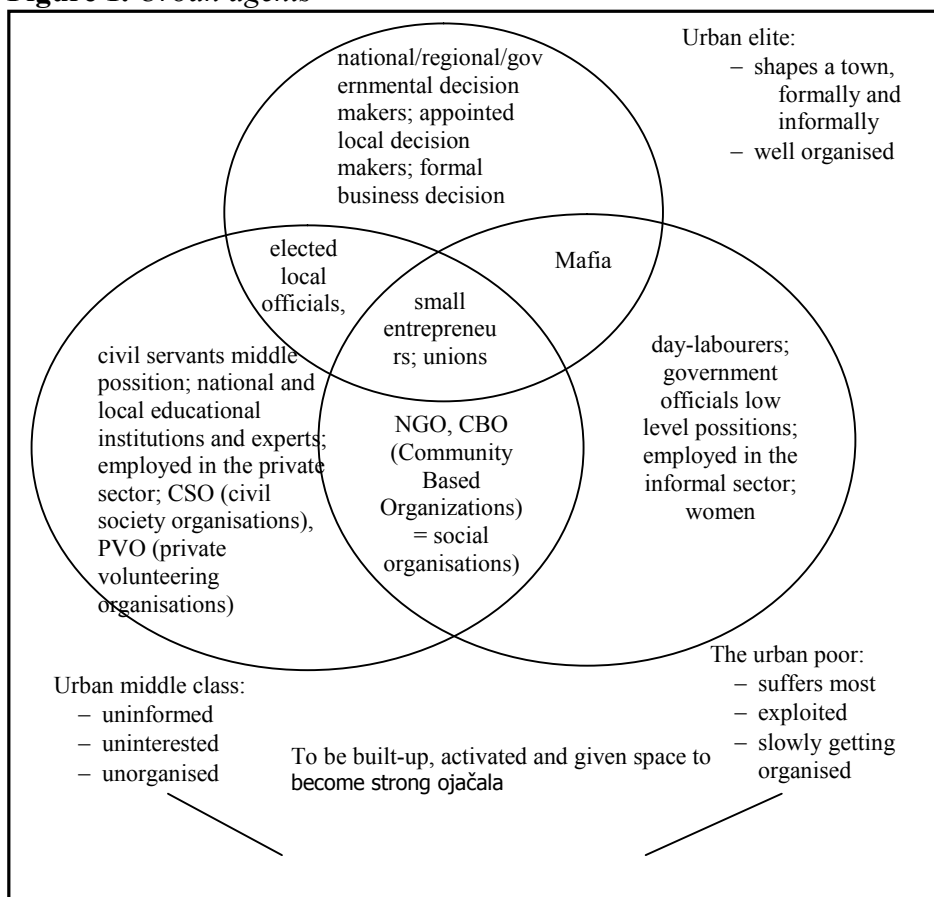 Figure 1. Urban agents
national/regional/gov
ernmental decision
makers; appointed
local decision
makers; formal
business decision
Urban elite:
– shapes a town,
formally and
informally
– well organised
elected
local
officials,
Mafia
small
entrepreneu
rs; unions
civil servants middle
possition; national and
local educational
institutions and experts;
employed in the private
sector; CSO (civil
society organisations),
PVO (private
volunteering
organisations)
NGO, CBO
(Community
Based
Organizations)
= social
organisations)
day-labourers;
government
officials low
level possitions;
employed in the
informal sector;
women
Urban middle class:
– uninformed
– uninterested
– unorganised
The urban poor:
– suffers most
– exploited
– slowly getting
organised
To be built-up, activated and given space to
become strong ojačala